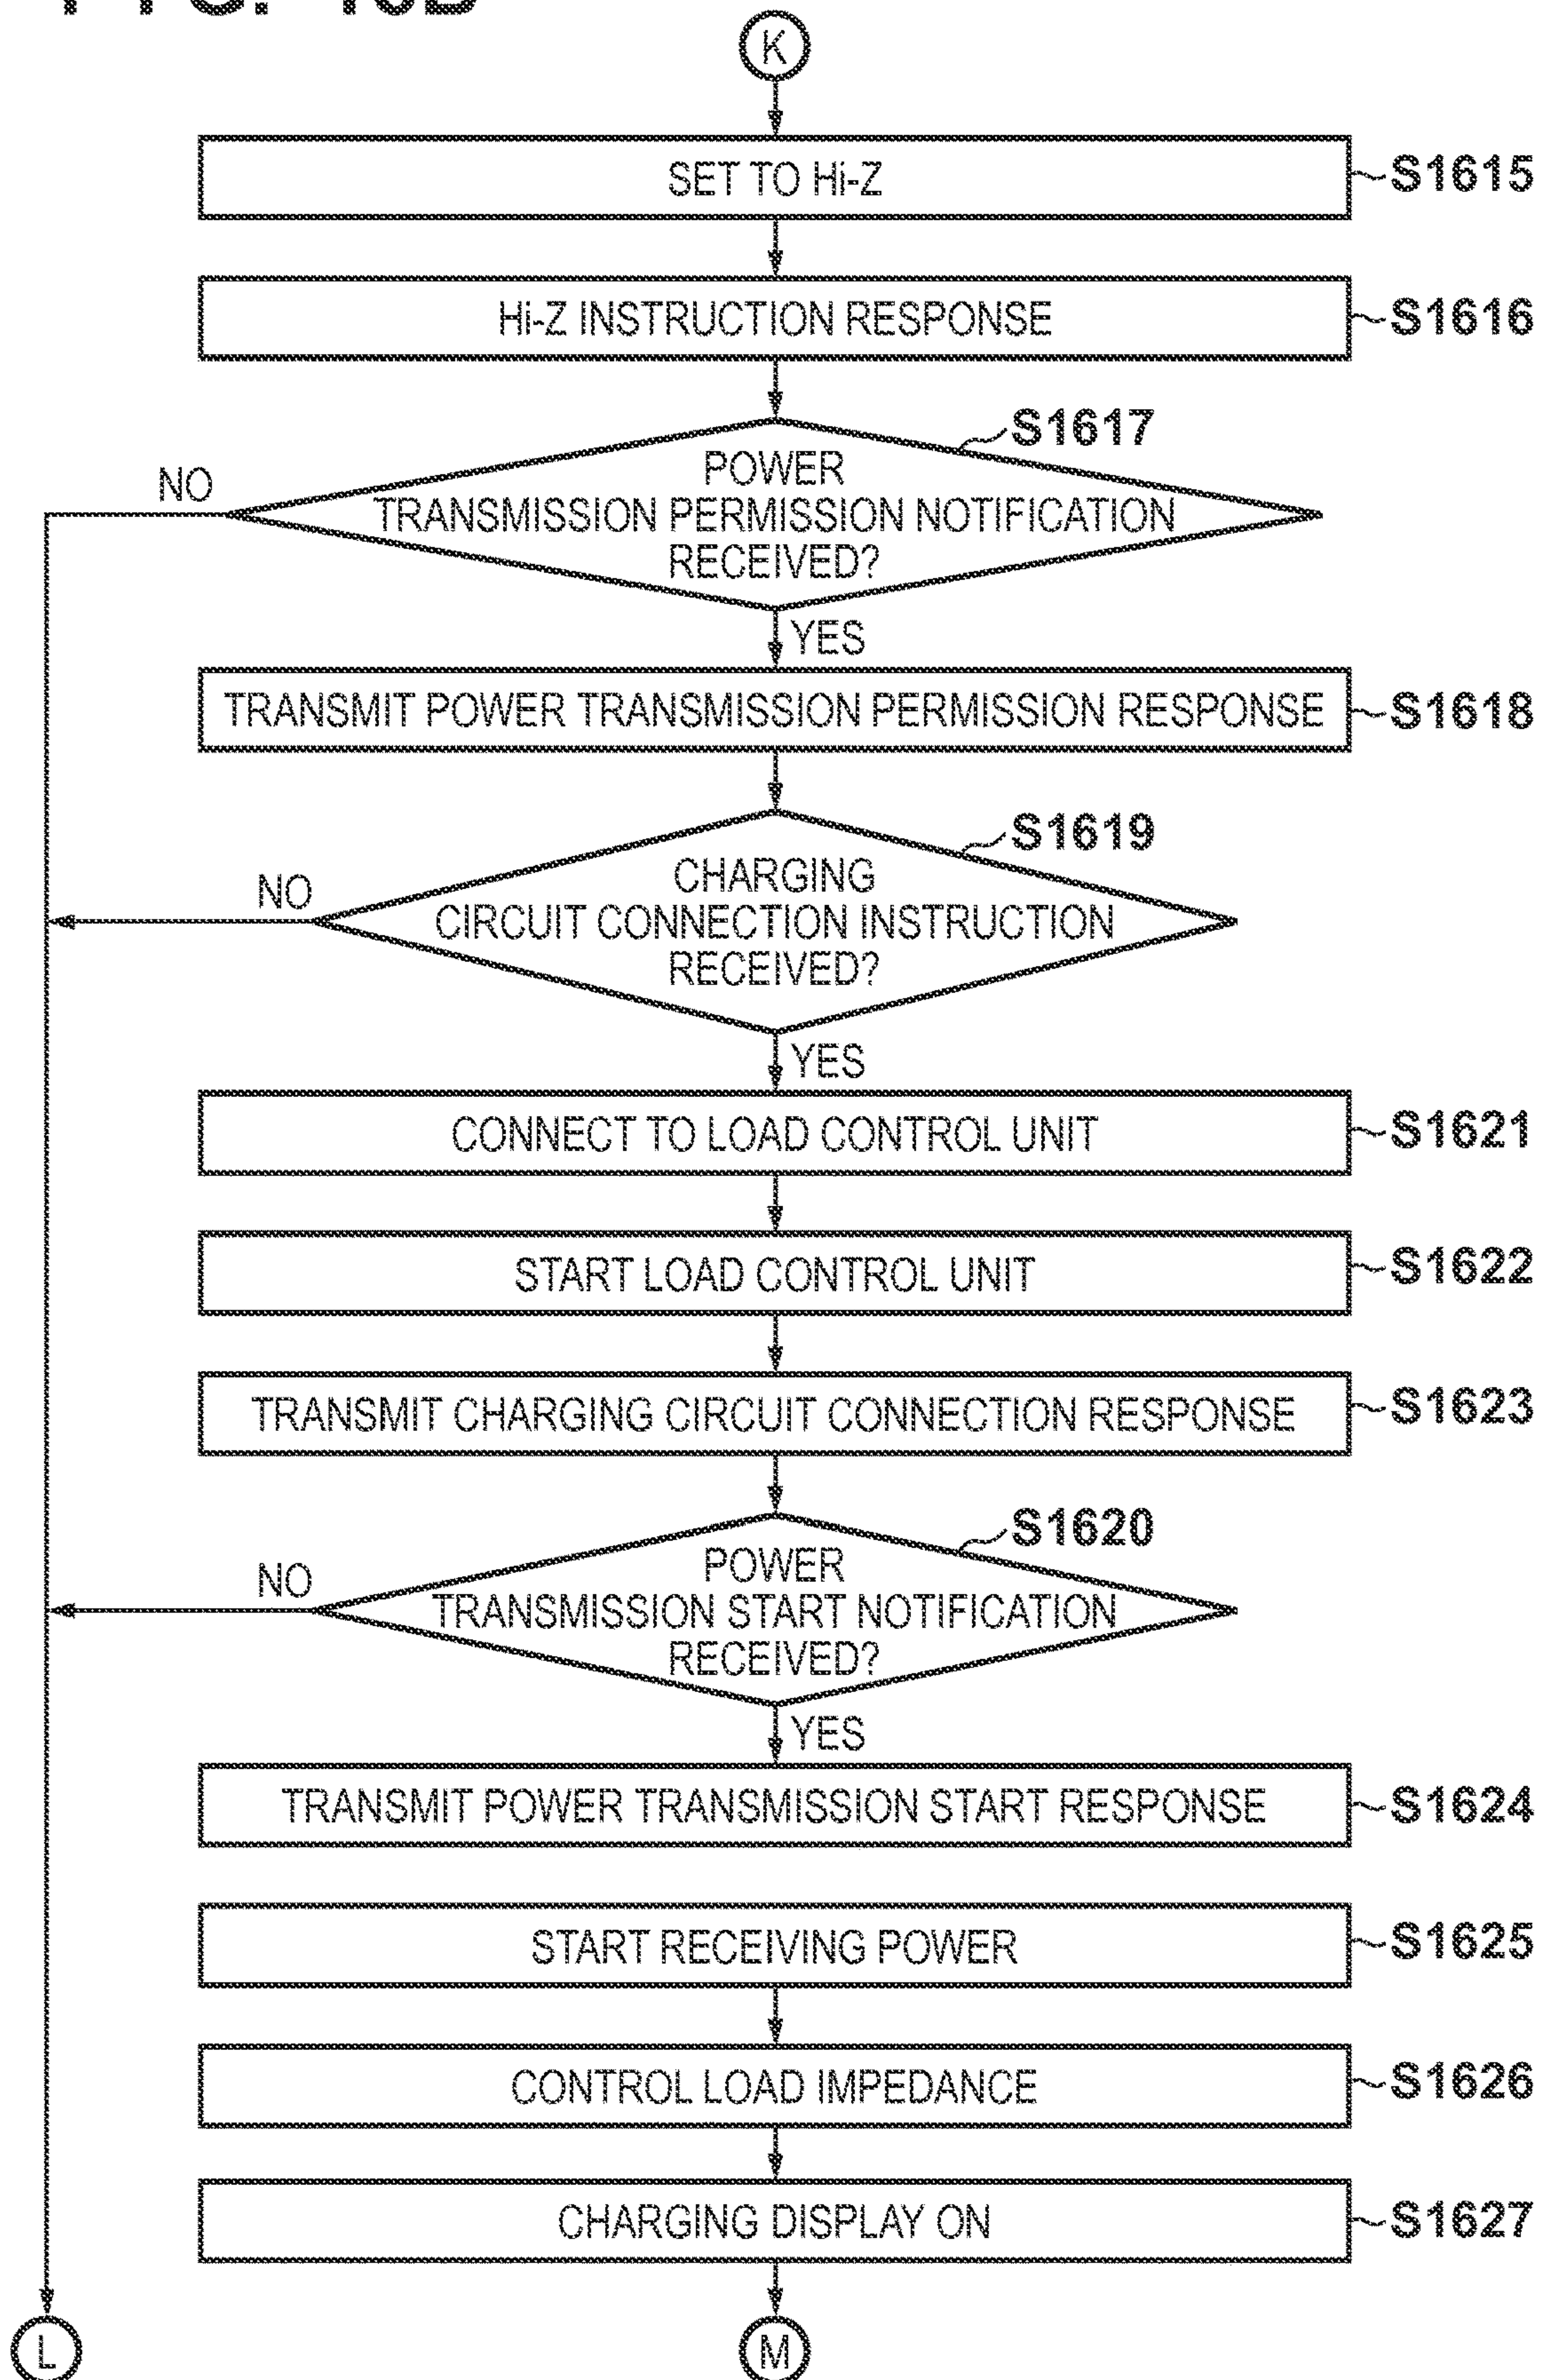 K
SET TO Hi-Z
S1615
Hi-Z INSTRUCTION RESPONSE
S1616
S1617
NO
POWER
TRANSMISSION PERMISSION NOTIFICATION
RECEIVED?
YES
TRANSMIT POWER TRANSMISSION PERMISSION RESPONSE
S1618
S1619
NO
CHARGING
CIRCUIT CONNECTION INSTRUCTION
RECEIVED?
YES
CONNECT TO LOAD CONTROL UNIT
S1621
START LOAD CONTROL UNIT
S1622
TRANSMIT CHARGING CIRCUIT CONNECTION RESPONSE
S1623
S1620
NO
POWER
TRANSMISSION START NOTIFICATION
RECEIVED?
YES
TRANSMIT POWER TRANSMISSION START RESPONSE
S1624
START RECEIVING POWER
S1625
CONTROL LOAD IMPEDANCE
S1626
CHARGING DISPLAY ON
S1627
L
M